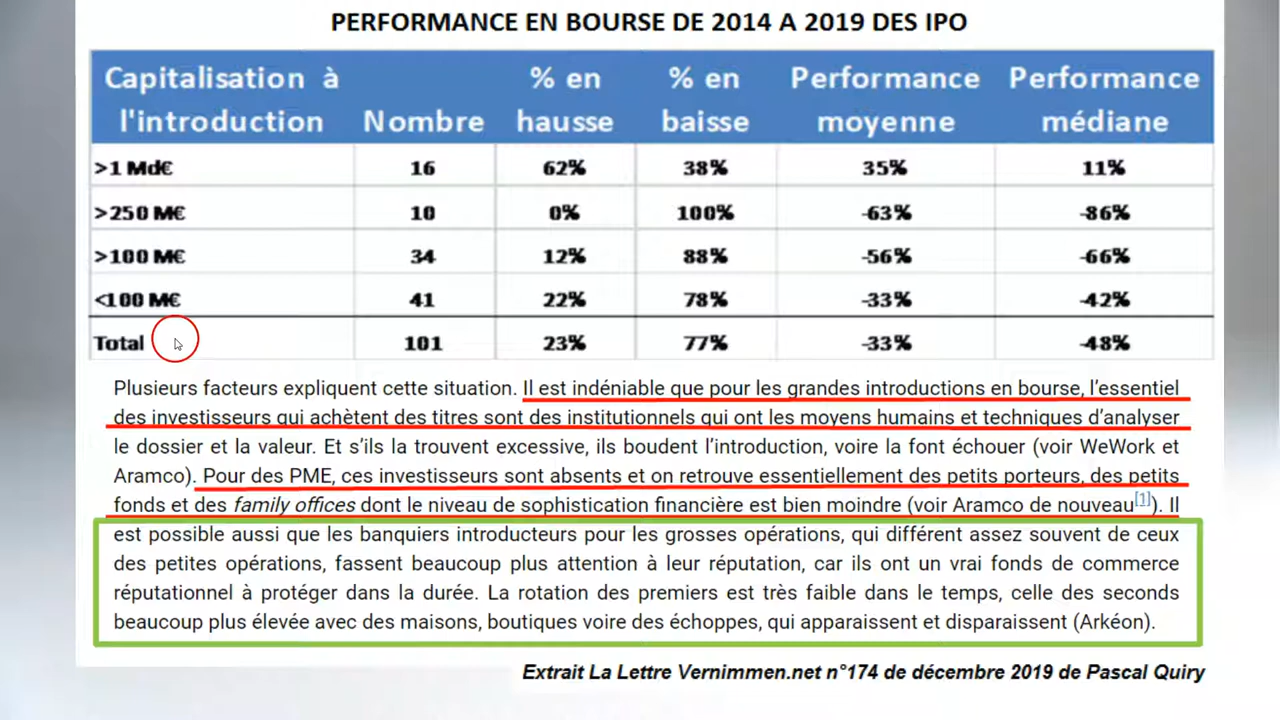 PERFORMANCE EN BOURSE DE 2014 A 2019 DES IPO
Capitalisation à l'introduction Nombre % en hausse % en baisse Performance moyenne Performance médiane
>1 Md€ 16 62% 38% 35% 11%
>250 M€ 10 0% 100% -63% -86%
>100 M€ 34 12% 88% -56% -66%
<100 M€ 41 22% 78% -33% -42%
Total 101 23% 77% -33% -48%
Plusieurs facteurs expliquent cette situation. Il est indéniable que pour les grandes introductions en bourse, l'essentiel
des investisseurs qui achètent des titres sont des institutionnels qui ont les moyens humains et techniques d'analyser
le dossier et la valeur. Et s'ils la trouvent excessive, ils boudent l'introduction, voire la font échouer (voir WeWork et
Aramco). Pour des PME, ces investisseurs sont absents et on retrouve essentiellement des petits porteurs, des petits
fonds et des family offices dont le niveau de sophistication financière est bien moindre (voir Aramco de nouveau[1]). Il
est possible aussi que les banquiers introducteurs pour les grosses opérations, qui différent assez souvent de ceux
des petites opérations, fassent beaucoup plus attention à leur réputation, car ils ont un vrai fonds de commerce
réputationnel à protéger dans la durée. La rotation des premiers est très faible dans le temps, celle des seconds
beaucoup plus élevée avec des maisons, boutiques voire des échoppes, qui apparaissent et disparaissent (Arkéon).
Extrait La Lettre Vernimmen.net n°174 de décembre 2019 de Pascal Quiry